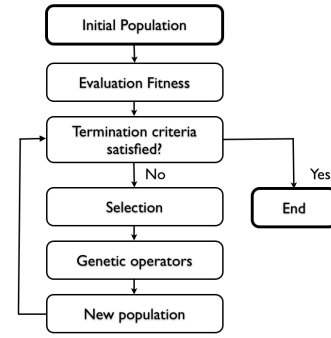 Initial Population
Evaluation Fitness
Termination criteria
satisfied?
No
Yes
Selection
End
Genetic operators
New population